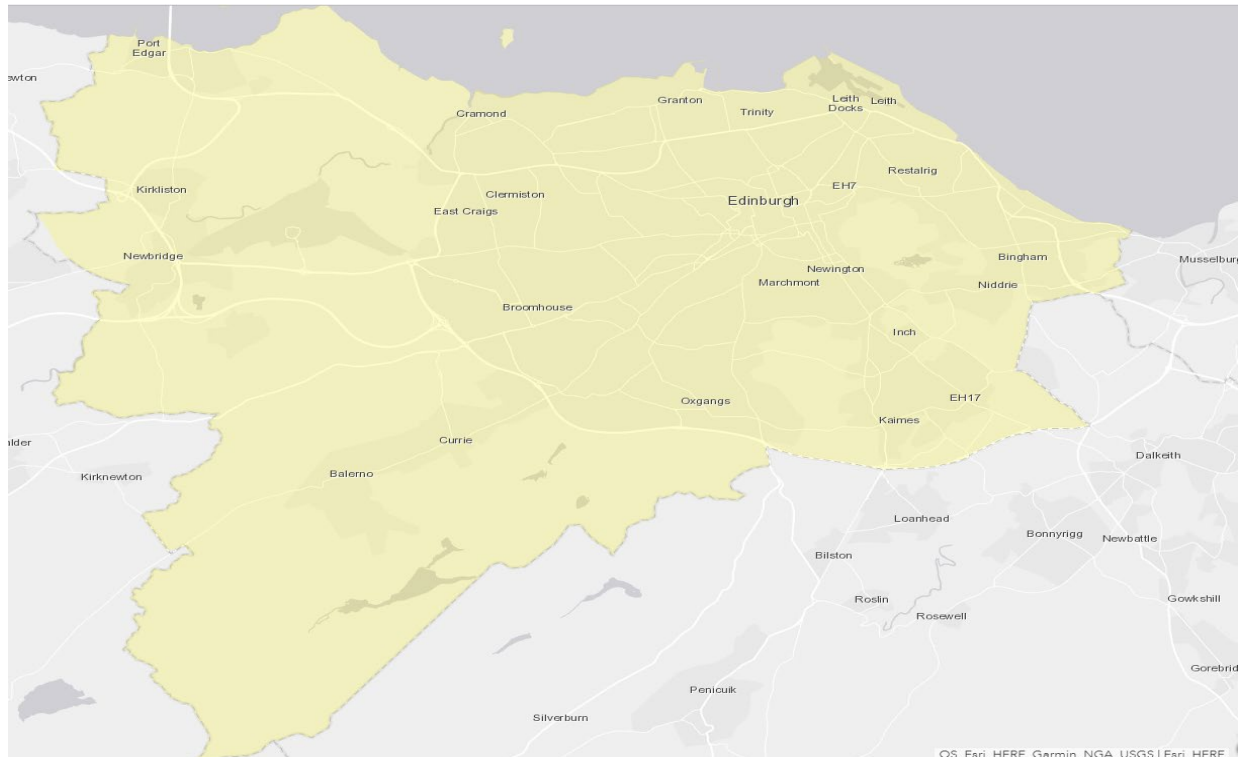 Port
Edgar
ewton
Cramond
Granton
Trinity
Leith
Docks
Leith
Restalrig
Kirkliston
Clermiston
EH7
East Craigs
Edinburgh
Newbridge
Newington
Bingham
Musselburg
Marchmont
Niddrie
Broomhouse
Inch
Oxgangs
EH17
Kaimes
Currie
alder
Kirknewton
Balerno
Dalkeith
Loanhead
Bonnyrigg
Newbattle
Bilston
Roslin
Rosewell
Gowkshill
Gorebrid
Penicuik
Silverburn
OS, Esri, HERE, Garmin, NGA, USGS | Esri, HERE